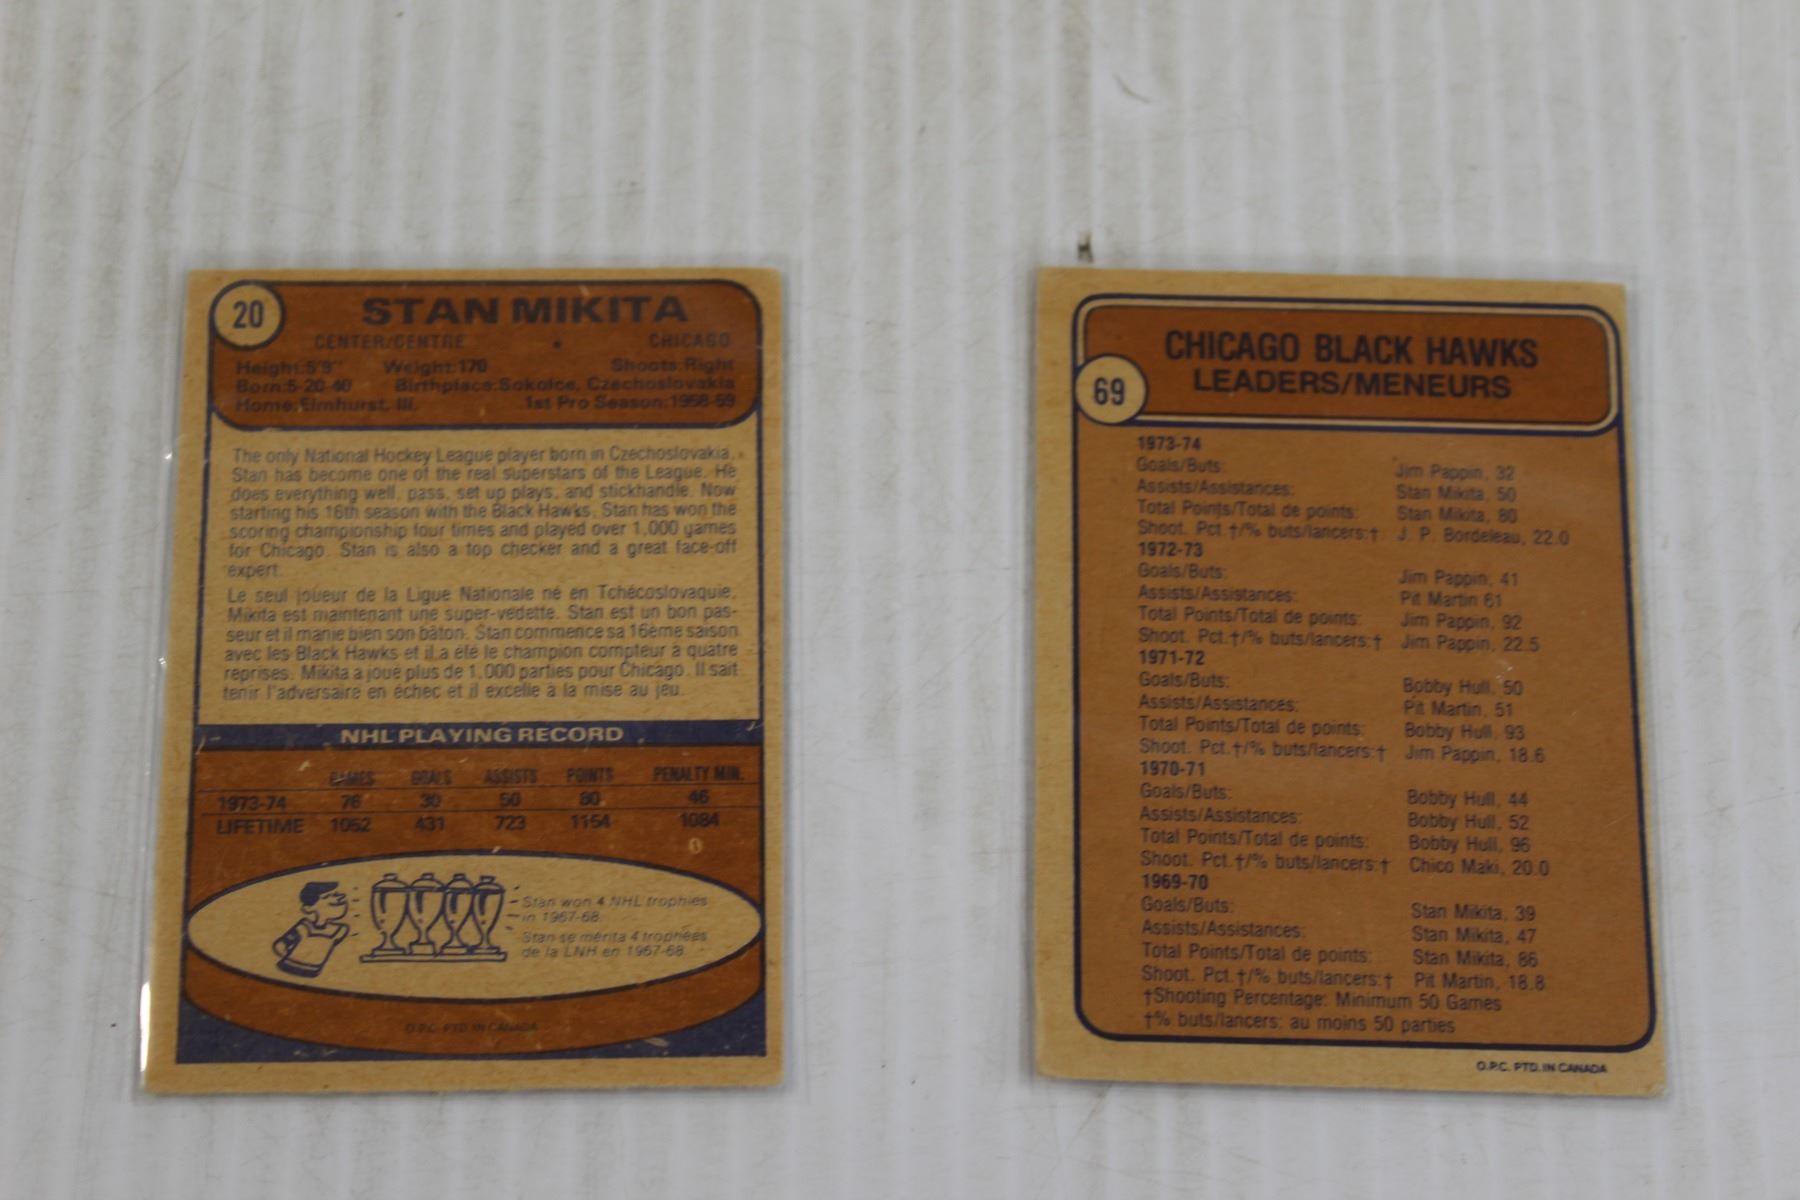 20
STAN MIKITA
CENTER/CENTRE • CHICAGO
Height:5'9" Weight:170 Shoots:Right
Born:5-20-40 Birthplace:Sokolce, Czechoslovakia
Home:Elmhurst, Ill. 1st Pro Season:1958-59
The only National Hockey League player born in Czechoslovakia,
Stan has become one of the real superstars of the League. He
does everything well, pass, set up plays, and stickhandle. Now
starting his 16th season with the Black Hawks, Stan has won the
scoring championship four times and played over 1,000 games
for Chicago. Stan is also a top checker and a great face-off
expert.
Le seul joueur de la Ligue Nationale né en Tchécoslovaquie,
Mikita est maintenant une super-vedette. Stan est un bon pas-
seur et il manie bien son bâton. Stan commence sa 16ème saison
avec les Black Hawks et il a été le champion compteur à quatre
reprises. Mikita a joué plus de 1,000 parties pour Chicago. Il sait
tenir l'adversaire en échec et il excelle à la mise au jeu.
NHL PLAYING RECORD
GAMES GOALS ASSISTS POINTS PENALTY MIN.
1973-74 76 30 50 80 46
LIFETIME 1052 431 723 1154 1084
Stan won 4 NHL trophies
in 1967-68.
Stan se mérita 4 trophées
de la LNH en 1967-68.
O.P.C. PTD. IN CANADA
69
CHICAGO BLACK HAWKS
LEADERS/MENEURS
1973-74
Goals/Buts: Jim Pappin, 32
Assists/Assistances: Stan Mikita, 50
Total Points/Total de points: Stan Mikita, 80
Shoot. Pct.†/% buts/lancers:† J. P. Bordeleau, 22.0
1972-73
Goals/Buts: Jim Pappin, 41
Assists/Assistances: Pit Martin 61
Total Points/Total de points: Jim Pappin, 92
Shoot. Pct.†/% buts/lancers:† Jim Pappin, 22.5
1971-72
Goals/Buts: Bobby Hull, 50
Assists/Assistances: Pit Martin, 51
Total Points/Total de points: Bobby Hull, 93
Shoot. Pct.†/% buts/lancers:† Jim Pappin, 18.6
1970-71
Goals/Buts: Bobby Hull, 44
Assists/Assistances: Bobby Hull, 52
Total Points/Total de points: Bobby Hull, 96
Shoot. Pct.†/% buts/lancers:† Chico Maki, 20.0
1969-70
Goals/Buts: Stan Mikita, 39
Assists/Assistances: Stan Mikita, 47
Total Points/Total de points: Stan Mikita, 86
Shoot. Pct.†/% buts/lancers:† Pit Martin, 18.8
†Shooting Percentage: Minimum 50 Games
†% buts/lancers: au moins 50 parties
O.P.C. PTD. IN CANADA